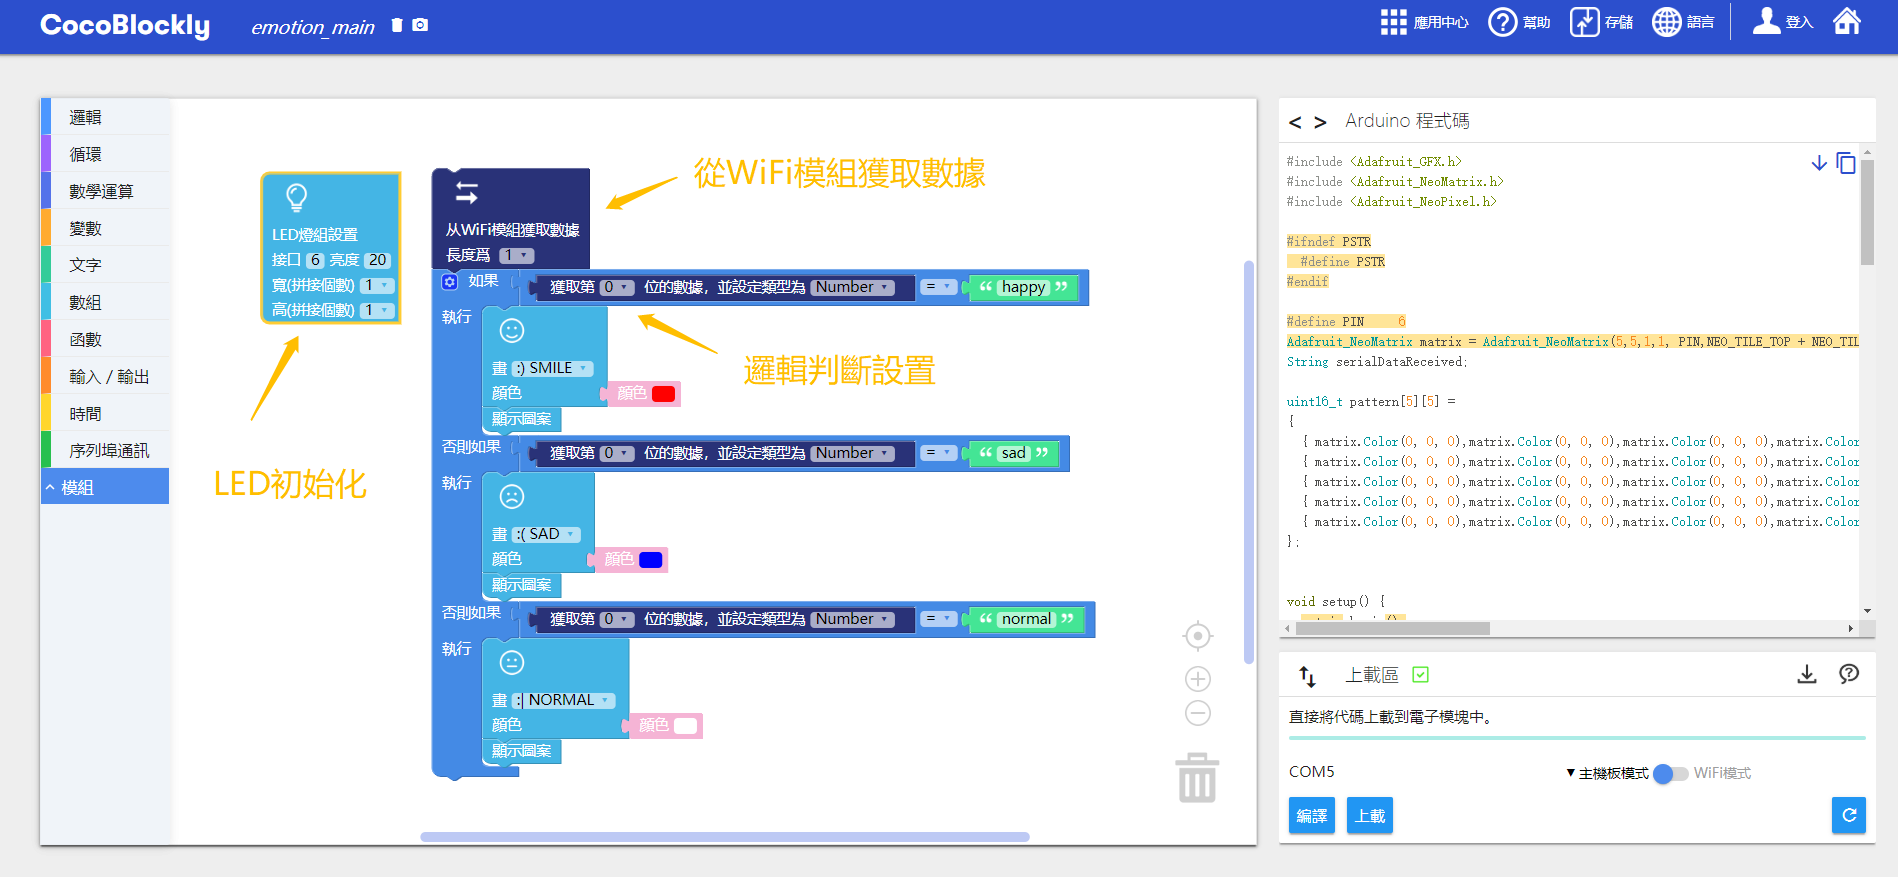 CocoBlockly
emotion_main
應用中心
幫助
存儲
語言
登入
邏輯
循環
數學運算
變數
文字
數組
函數
輸入 / 輸出
時間
序列埠通訊
模組
LED燈組設置
接口 6 亮度 20
寬(拼接個數) 1
高(拼接個數) 1
LED初始化
從WiFi模組獲取數據
从WiFi模組獲取數據
長度爲 1
如果 獲取第 0 位的數據, 並設定類型為 Number = “ happy ”
執行
畫 :) SMILE
顏色 顏色
顯示圖案
邏輯判斷設置
否則如果 獲取第 0 位的數據, 並設定類型為 Number = “ sad ”
執行
畫 :( SAD
顏色 顏色
顯示圖案
否則如果 獲取第 0 位的數據, 並設定類型為 Number = “ normal ”
執行
畫 :| NORMAL
顏色 顏色
顯示圖案
< > Arduino 程式碼
#include <Adafruit_GFX.h>
#include <Adafruit_NeoMatrix.h>
#include <Adafruit_NeoPixel.h>
#ifndef PSTR
#define PSTR
#endif
#define PIN 6
Adafruit_NeoMatrix matrix = Adafruit_NeoMatrix(5,5,1,1, PIN,NEO_TILE_TOP + NEO_TIL
String serialDataReceived;
uint16_t pattern[5][5] =
{
{ matrix.Color(0, 0, 0),matrix.Color(0, 0, 0),matrix.Color(0, 0, 0),matrix.Color
{ matrix.Color(0, 0, 0),matrix.Color(0, 0, 0),matrix.Color(0, 0, 0),matrix.Color
{ matrix.Color(0, 0, 0),matrix.Color(0, 0, 0),matrix.Color(0, 0, 0),matrix.Color
{ matrix.Color(0, 0, 0),matrix.Color(0, 0, 0),matrix.Color(0, 0, 0),matrix.Color
{ matrix.Color(0, 0, 0),matrix.Color(0, 0, 0),matrix.Color(0, 0, 0),matrix.Color
};
void setup() {
上載區
直接將代碼上載到電子模塊中。
COM5
主機板模式 WiFi模式
編譯 上載